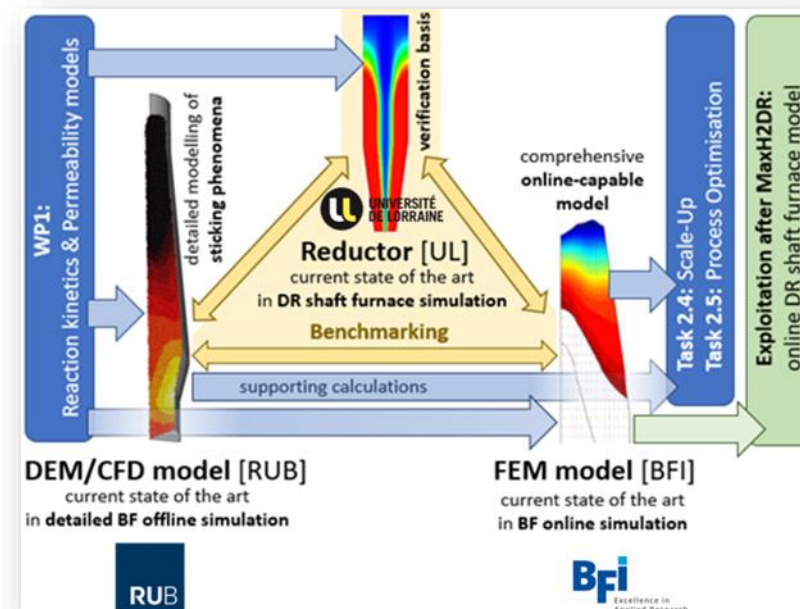 WP1:
Reaction kinetics & Permeability models
detailed modelling of
sticking phenomena
verification basis
UL UNIVERSITÉ
DE LORRAINE
Reductor [UL]
current state of the art
in DR shaft furnace simulation
Benchmarking
supporting calculations
comprehensive
online-capable
model
Task 2.4: Scale-Up
Task 2.5: Process Optimisation
Exploitation after MaxH2DR:
online DR shaft furnace model
DEM/CFD model [RUB]
current state of the art
in detailed BF offline simulation
RUB
FEM model [BFI]
current state of the art
in BF online simulation
BFi
Excellence in
Applied Research